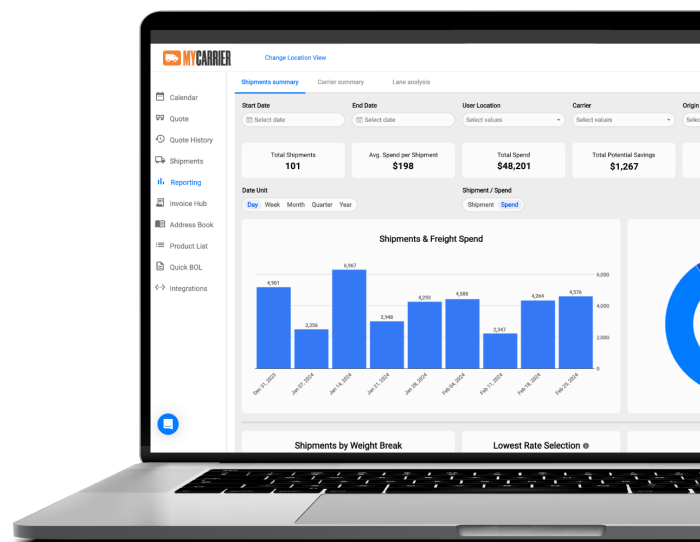 MYCARRIER
Change Location View
Shipments summary Carrier summary Lane analysis
Calendar
Quote
Quote History
Shipments
Reporting
Invoice Hub
Address Book
Product List
Quick BOL
Integrations
Start Date End Date User Location Carrier Origin
Select date Select date Select values Select values Selec
Total Shipments Avg. Spend per Shipment Total Spend Total Potential Savings
101 $198 $48,201 $1,267
Date Unit Shipment / Spend
Day Week Month Quarter Year Shipment Spend
Shipments & Freight Spend
6,967
4,901
3,356
2,948
4,293
4,588
2,347
4,264
4,576
6,000
4,000
2,000
0
Dec 31, 2023 Jan 07, 2024 Jan 14, 2024 Jan 21, 2024 Jan 28, 2024 Feb 04, 2024 Feb 11, 2024 Feb 18, 2024 Feb 25, 2024
Shipments by Weight Break Lowest Rate Selection